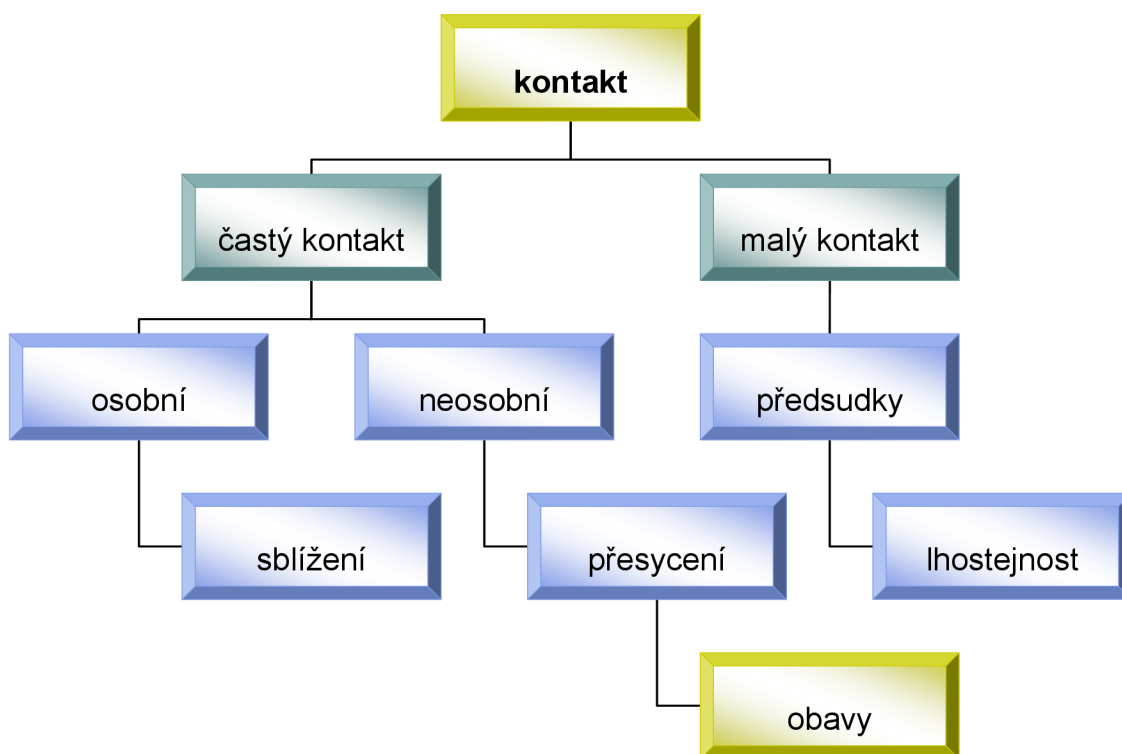 kontakt
častý kontakt
malý kontakt
osobní
neosobní
předsudky
sblížení
přesycení
lhostejnost
obavy